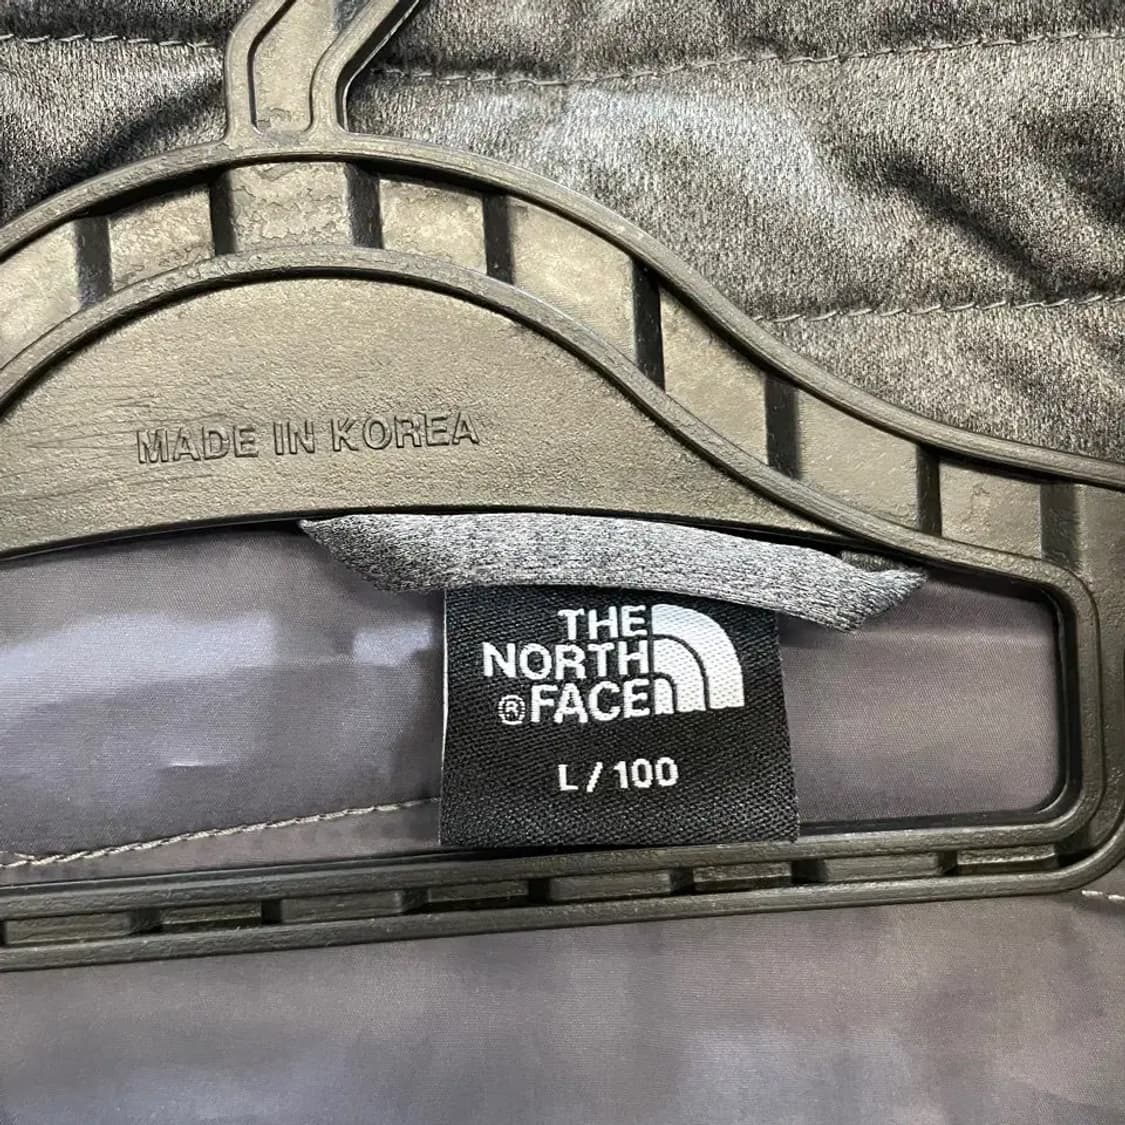 MADE IN KOREA
THE
NORTH
® FACE
L / 100